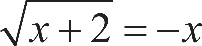 √(x + 2) = −x